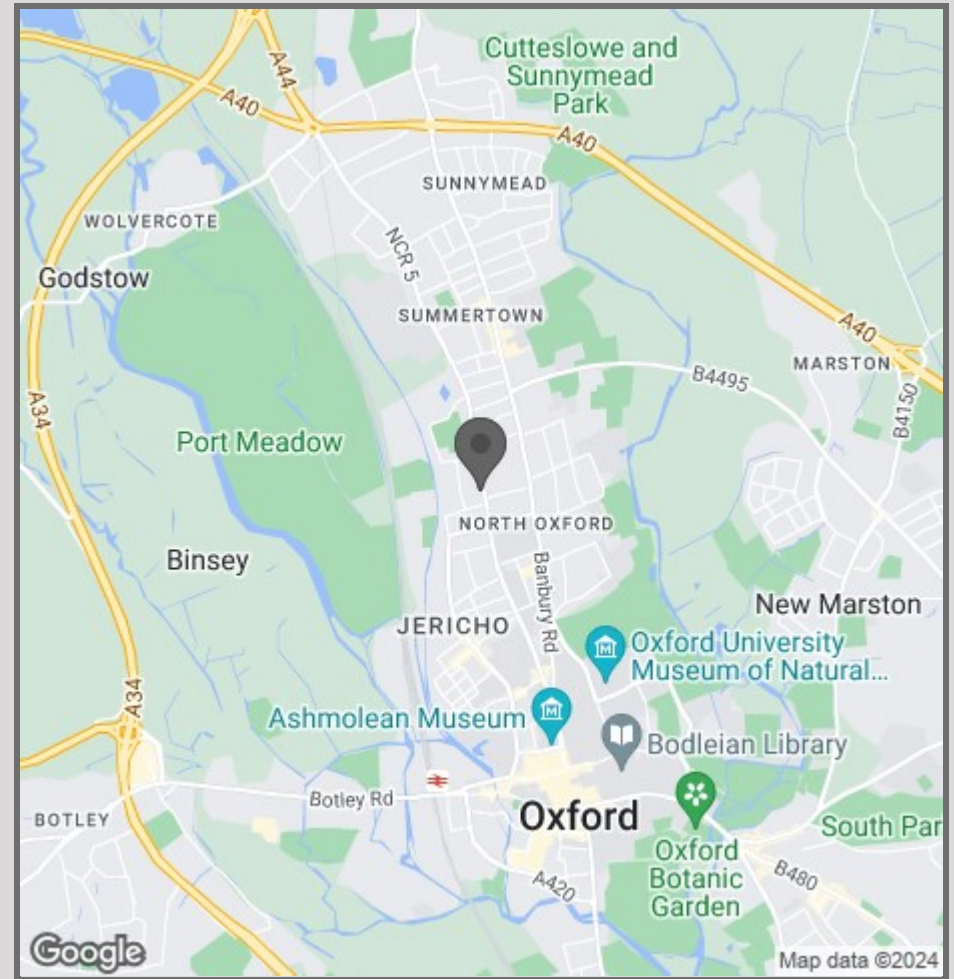 Cutteslowe and
Sunnymead
Park
A44
A40
A40
SUNNYMEAD
WOLVERCOTE
NCR 5
Godstow
SUMMERTOWN
A40
MARSTON
B4495
B4150
A34
Port Meadow
NORTH OXFORD
Binsey
Banbury Rd
New Marston
JERICHO
Oxford University
Museum of Natural...
A34
Ashmolean Museum
Bodleian Library
Botley Rd
BOTLEY
Oxford
South Par
Oxford
Botanic
Garden
A420
B480
Google
Map data ©2024